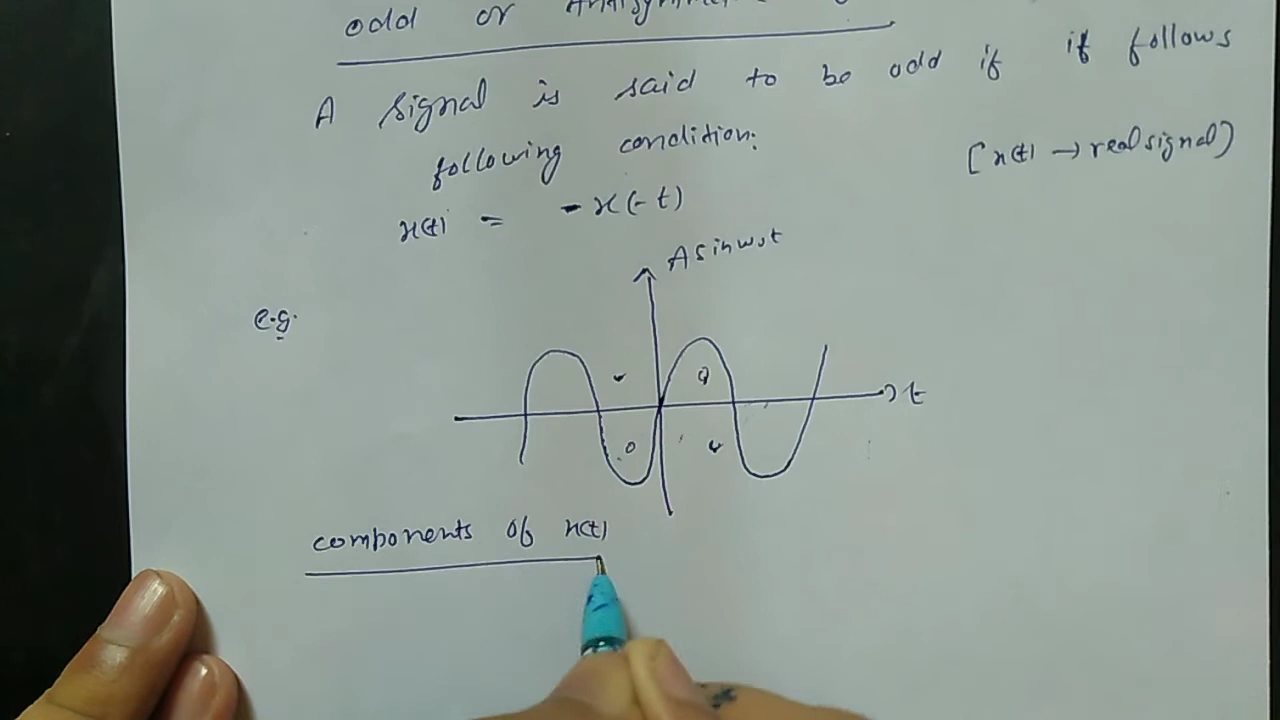 odd or
A signal is said to be odd if it follows
following condition. [x(t) → real signal]
x(t) = -x(-t)
A sin ω₀t
e.g.
t
components of x(t)